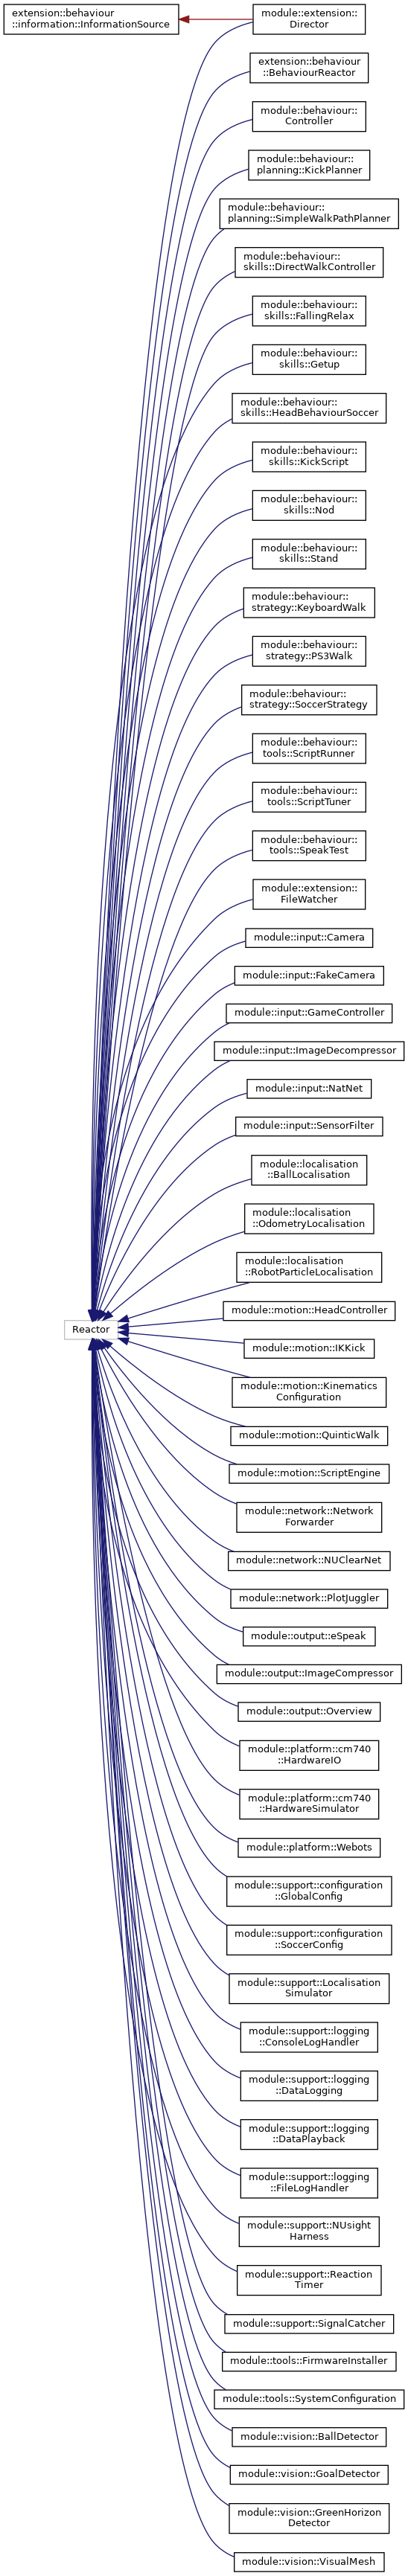 extension::behaviour
::information::InformationSource
module::extension::
Director
extension::behaviour
::BehaviourReactor
module::behaviour::
Controller
module::behaviour::
planning::KickPlanner
module::behaviour::
planning::SimpleWalkPathPlanner
module::behaviour::
skills::DirectWalkController
module::behaviour::
skills::FallingRelax
module::behaviour::
skills::Getup
module::behaviour::
skills::HeadBehaviourSoccer
module::behaviour::
skills::KickScript
module::behaviour::
skills::Nod
module::behaviour::
skills::Stand
module::behaviour::
strategy::KeyboardWalk
module::behaviour::
strategy::PS3Walk
module::behaviour::
strategy::SoccerStrategy
module::behaviour::
tools::ScriptRunner
module::behaviour::
tools::ScriptTuner
module::behaviour::
tools::SpeakTest
module::extension::
FileWatcher
module::input::Camera
module::input::FakeCamera
module::input::GameController
module::input::ImageDecompressor
module::input::NatNet
module::input::SensorFilter
module::localisation
::BallLocalisation
module::localisation
::OdometryLocalisation
module::localisation
::RobotParticleLocalisation
module::motion::HeadController
Reactor
module::motion::IKKick
module::motion::Kinematics
Configuration
module::motion::QuinticWalk
module::motion::ScriptEngine
module::network::Network
Forwarder
module::network::NUClearNet
module::network::PlotJuggler
module::output::eSpeak
module::output::ImageCompressor
module::output::Overview
module::platform::cm740
::HardwareIO
module::platform::cm740
::HardwareSimulator
module::platform::Webots
module::support::configuration
::GlobalConfig
module::support::configuration
::SoccerConfig
module::support::Localisation
Simulator
module::support::logging
::ConsoleLogHandler
module::support::logging
::DataLogging
module::support::logging
::DataPlayback
module::support::logging
::FileLogHandler
module::support::NUsight
Harness
module::support::Reaction
Timer
module::support::SignalCatcher
module::tools::FirmwareInstaller
module::tools::SystemConfiguration
module::vision::BallDetector
module::vision::GoalDetector
module::vision::GreenHorizon
Detector
module::vision::VisualMesh